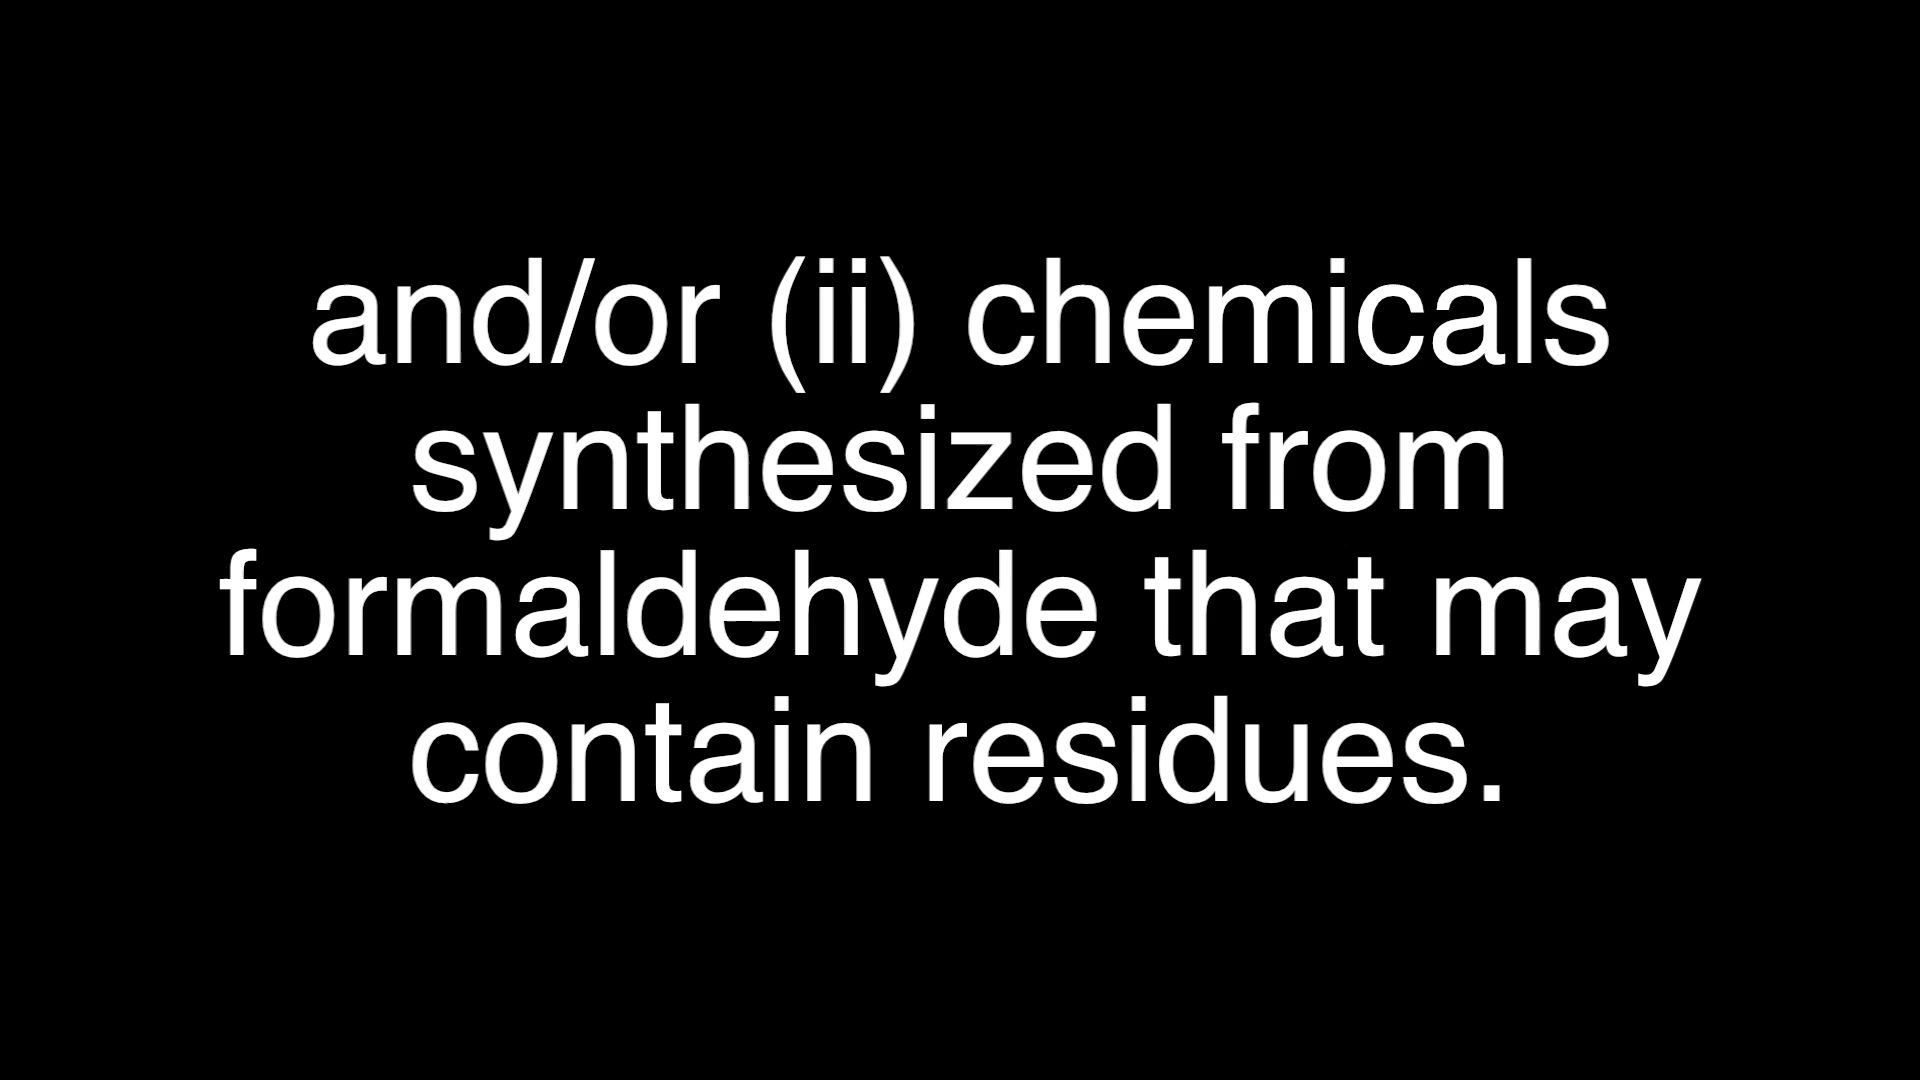 and/or (ii) chemicals
synthesized from
formaldehyde that may
contain residues.